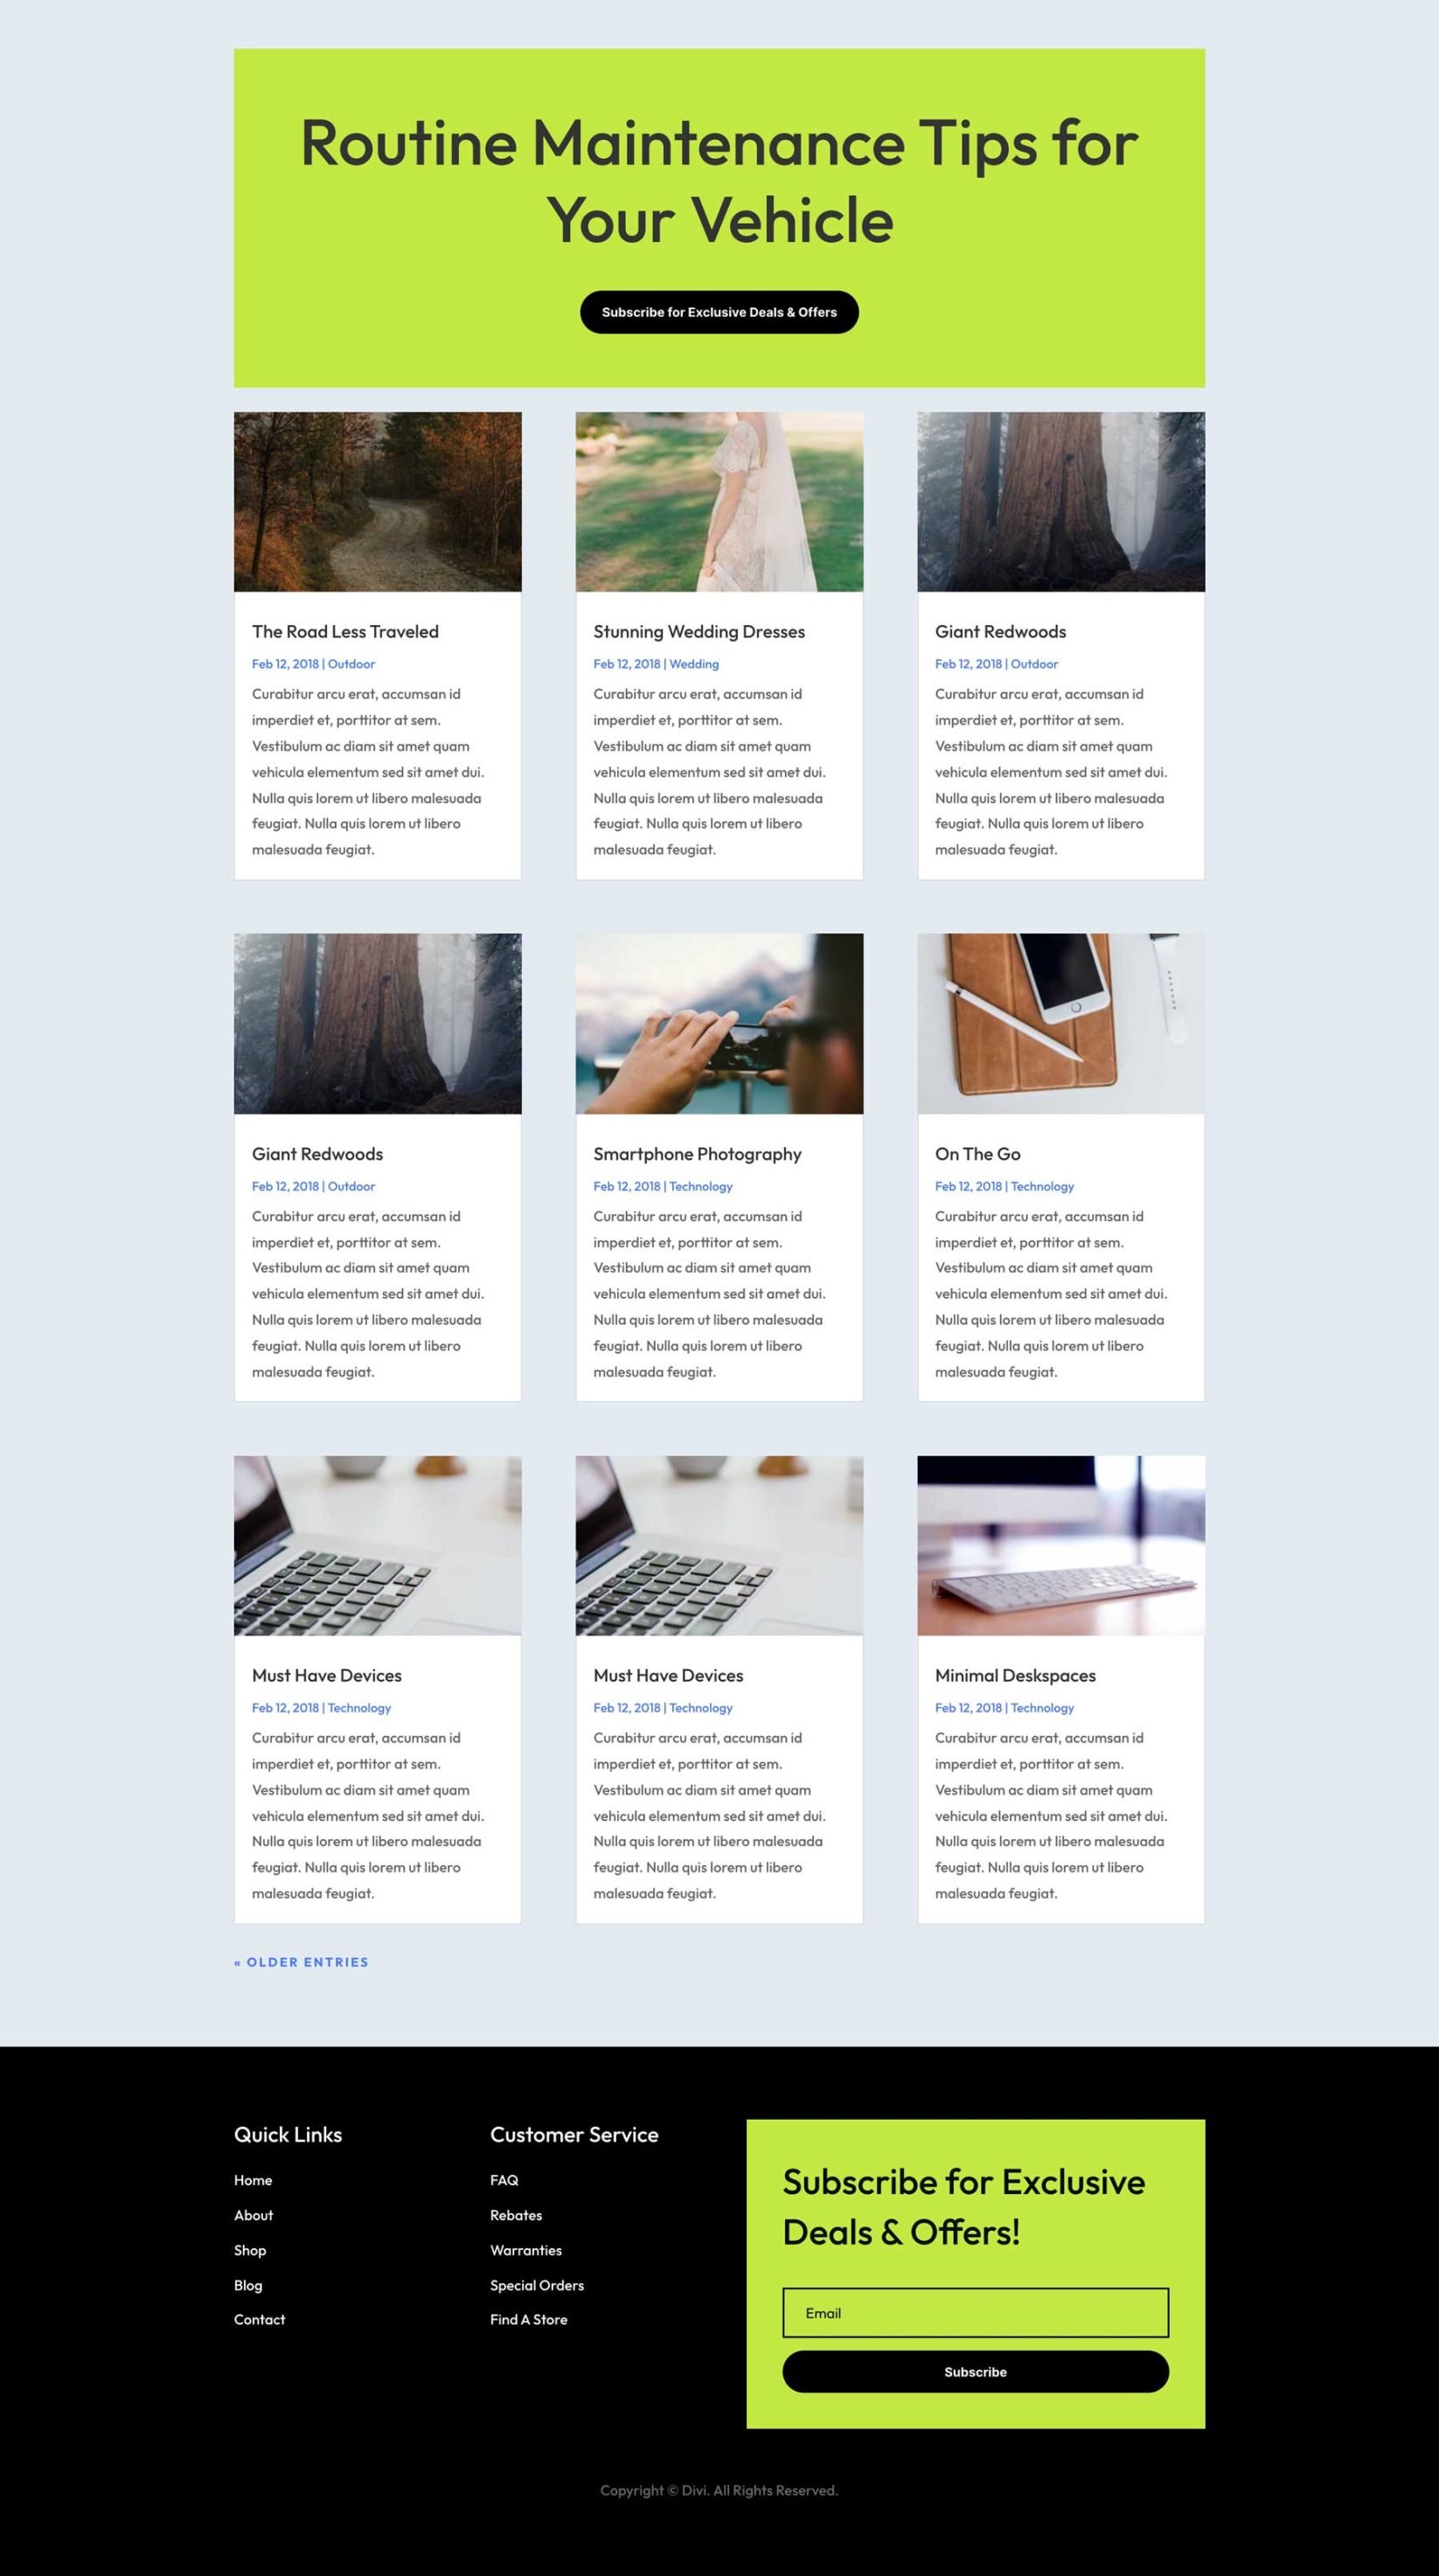 Routine Maintenance Tips for
Your Vehicle
Subscribe for Exclusive Deals & Offers
The Road Less Traveled
Feb 12, 2018 | Outdoor
Curabitur arcu erat, accumsan id
imperdiet et, porttitor at sem.
Vestibulum ac diam sit amet quam
vehicula elementum sed sit amet dui.
Nulla quis lorem ut libero malesuada
feugiat. Nulla quis lorem ut libero
malesuada feugiat.
Stunning Wedding Dresses
Feb 12, 2018 | Wedding
Curabitur arcu erat, accumsan id
imperdiet et, porttitor at sem.
Vestibulum ac diam sit amet quam
vehicula elementum sed sit amet dui.
Nulla quis lorem ut libero malesuada
feugiat. Nulla quis lorem ut libero
malesuada feugiat.
Giant Redwoods
Feb 12, 2018 | Outdoor
Curabitur arcu erat, accumsan id
imperdiet et, porttitor at sem.
Vestibulum ac diam sit amet quam
vehicula elementum sed sit amet dui.
Nulla quis lorem ut libero malesuada
feugiat. Nulla quis lorem ut libero
malesuada feugiat.
Giant Redwoods
Feb 12, 2018 | Outdoor
Curabitur arcu erat, accumsan id
imperdiet et, porttitor at sem.
Vestibulum ac diam sit amet quam
vehicula elementum sed sit amet dui.
Nulla quis lorem ut libero malesuada
feugiat. Nulla quis lorem ut libero
malesuada feugiat.
Smartphone Photography
Feb 12, 2018 | Technology
Curabitur arcu erat, accumsan id
imperdiet et, porttitor at sem.
Vestibulum ac diam sit amet quam
vehicula elementum sed sit amet dui.
Nulla quis lorem ut libero malesuada
feugiat. Nulla quis lorem ut libero
malesuada feugiat.
On The Go
Feb 12, 2018 | Technology
Curabitur arcu erat, accumsan id
imperdiet et, porttitor at sem.
Vestibulum ac diam sit amet quam
vehicula elementum sed sit amet dui.
Nulla quis lorem ut libero malesuada
feugiat. Nulla quis lorem ut libero
malesuada feugiat.
Must Have Devices
Feb 12, 2018 | Technology
Curabitur arcu erat, accumsan id
imperdiet et, porttitor at sem.
Vestibulum ac diam sit amet quam
vehicula elementum sed sit amet dui.
Nulla quis lorem ut libero malesuada
feugiat. Nulla quis lorem ut libero
malesuada feugiat.
Must Have Devices
Feb 12, 2018 | Technology
Curabitur arcu erat, accumsan id
imperdiet et, porttitor at sem.
Vestibulum ac diam sit amet quam
vehicula elementum sed sit amet dui.
Nulla quis lorem ut libero malesuada
feugiat. Nulla quis lorem ut libero
malesuada feugiat.
Minimal Deskspaces
Feb 12, 2018 | Technology
Curabitur arcu erat, accumsan id
imperdiet et, porttitor at sem.
Vestibulum ac diam sit amet quam
vehicula elementum sed sit amet dui.
Nulla quis lorem ut libero malesuada
feugiat. Nulla quis lorem ut libero
malesuada feugiat.
« OLDER ENTRIES
Quick Links
Home
About
Shop
Blog
Contact
Customer Service
FAQ
Rebates
Warranties
Special Orders
Find A Store
Subscribe for Exclusive
Deals & Offers!
Email
Subscribe
Copyright © Divi. All Rights Reserved.